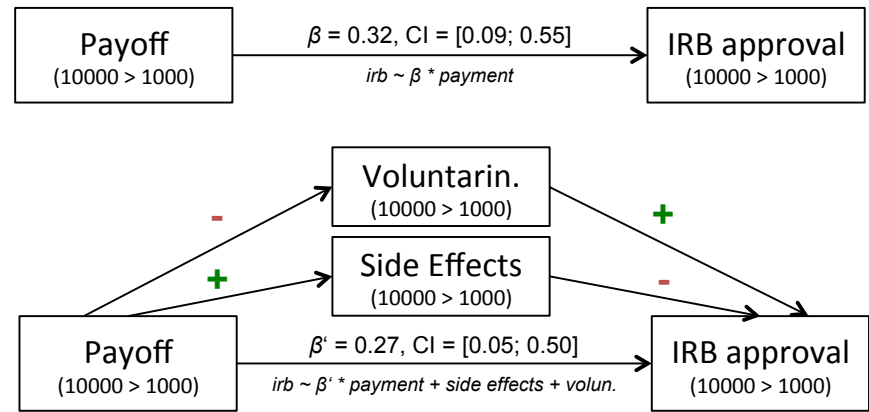 Payoff
(10000 > 1000)
β = 0.32, CI = [0.09; 0.55]
irb ~ β * payment
IRB approval
(10000 > 1000)
Voluntarin.
(10000 > 1000)
-
+
Side Effects
(10000 > 1000)
+
-
Payoff
(10000 > 1000)
β‘ = 0.27, CI = [0.05; 0.50]
irb ~ β‘ * payment + side effects + volun.
IRB approval
(10000 > 1000)